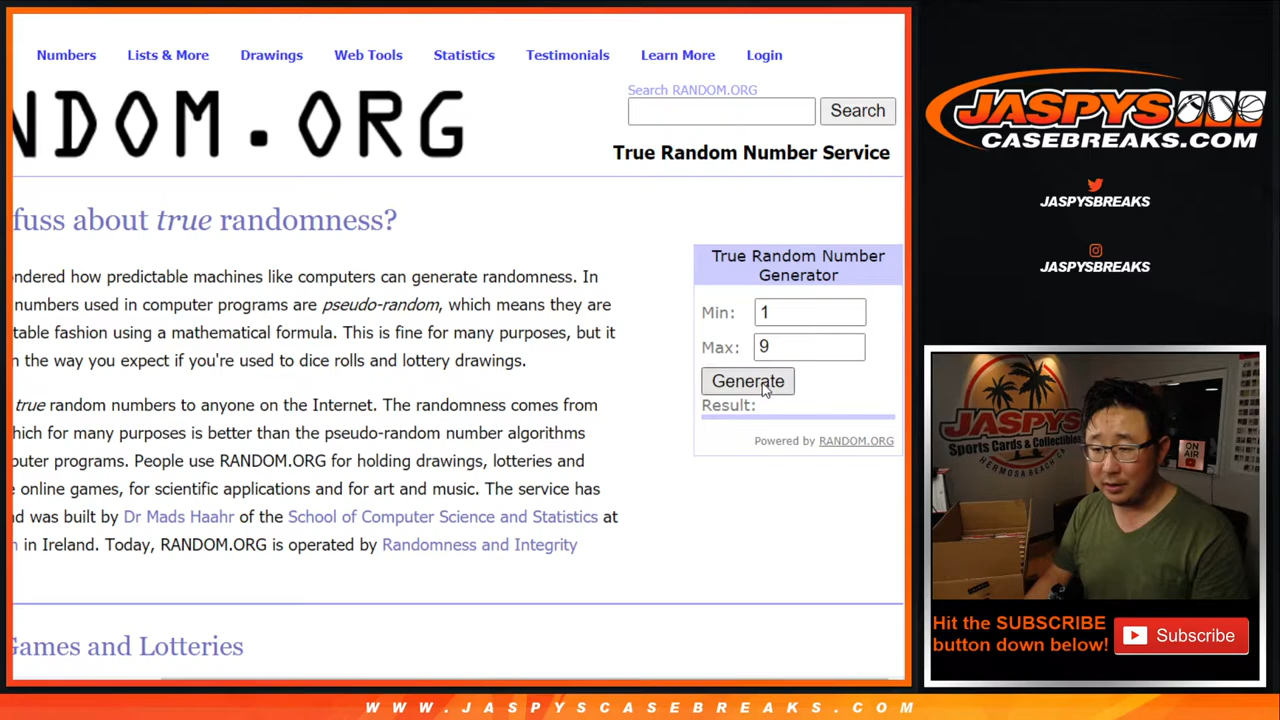 Numbers Lists & More Drawings Web Tools Statistics Testimonials Learn More Login
Search RANDOM.ORG
Search
NDOM.ORG
True Random Number Service
fuss about true randomness?
ondered how predictable machines like computers can generate randomness. In
numbers used in computer programs are pseudo-random, which means they are
table fashion using a mathematical formula. This is fine for many purposes, but it
n the way you expect if you're used to dice rolls and lottery drawings.
true random numbers to anyone on the Internet. The randomness comes from
hich for many purposes is better than the pseudo-random number algorithms
puter programs. People use RANDOM.ORG for holding drawings, lotteries and
e online games, for scientific applications and for art and music. The service has
nd was built by Dr Mads Haahr of the School of Computer Science and Statistics at
n in Ireland. Today, RANDOM.ORG is operated by Randomness and Integrity
Games and Lotteries
True Random Number
Generator
Min: 1
Max: 9
Generate
Result:
Powered by RANDOM.ORG
JASPYS
CASEBREAKS.COM
JASPYSBREAKS
JASPYSBREAKS
JASPYS
Sports Cards & Collectibles
HERMOSA BEACH CA
ON
AIR
Hit the SUBSCRIBE
button down below!
Subscribe
WWW.JASPYSCASEBREAKS.COM